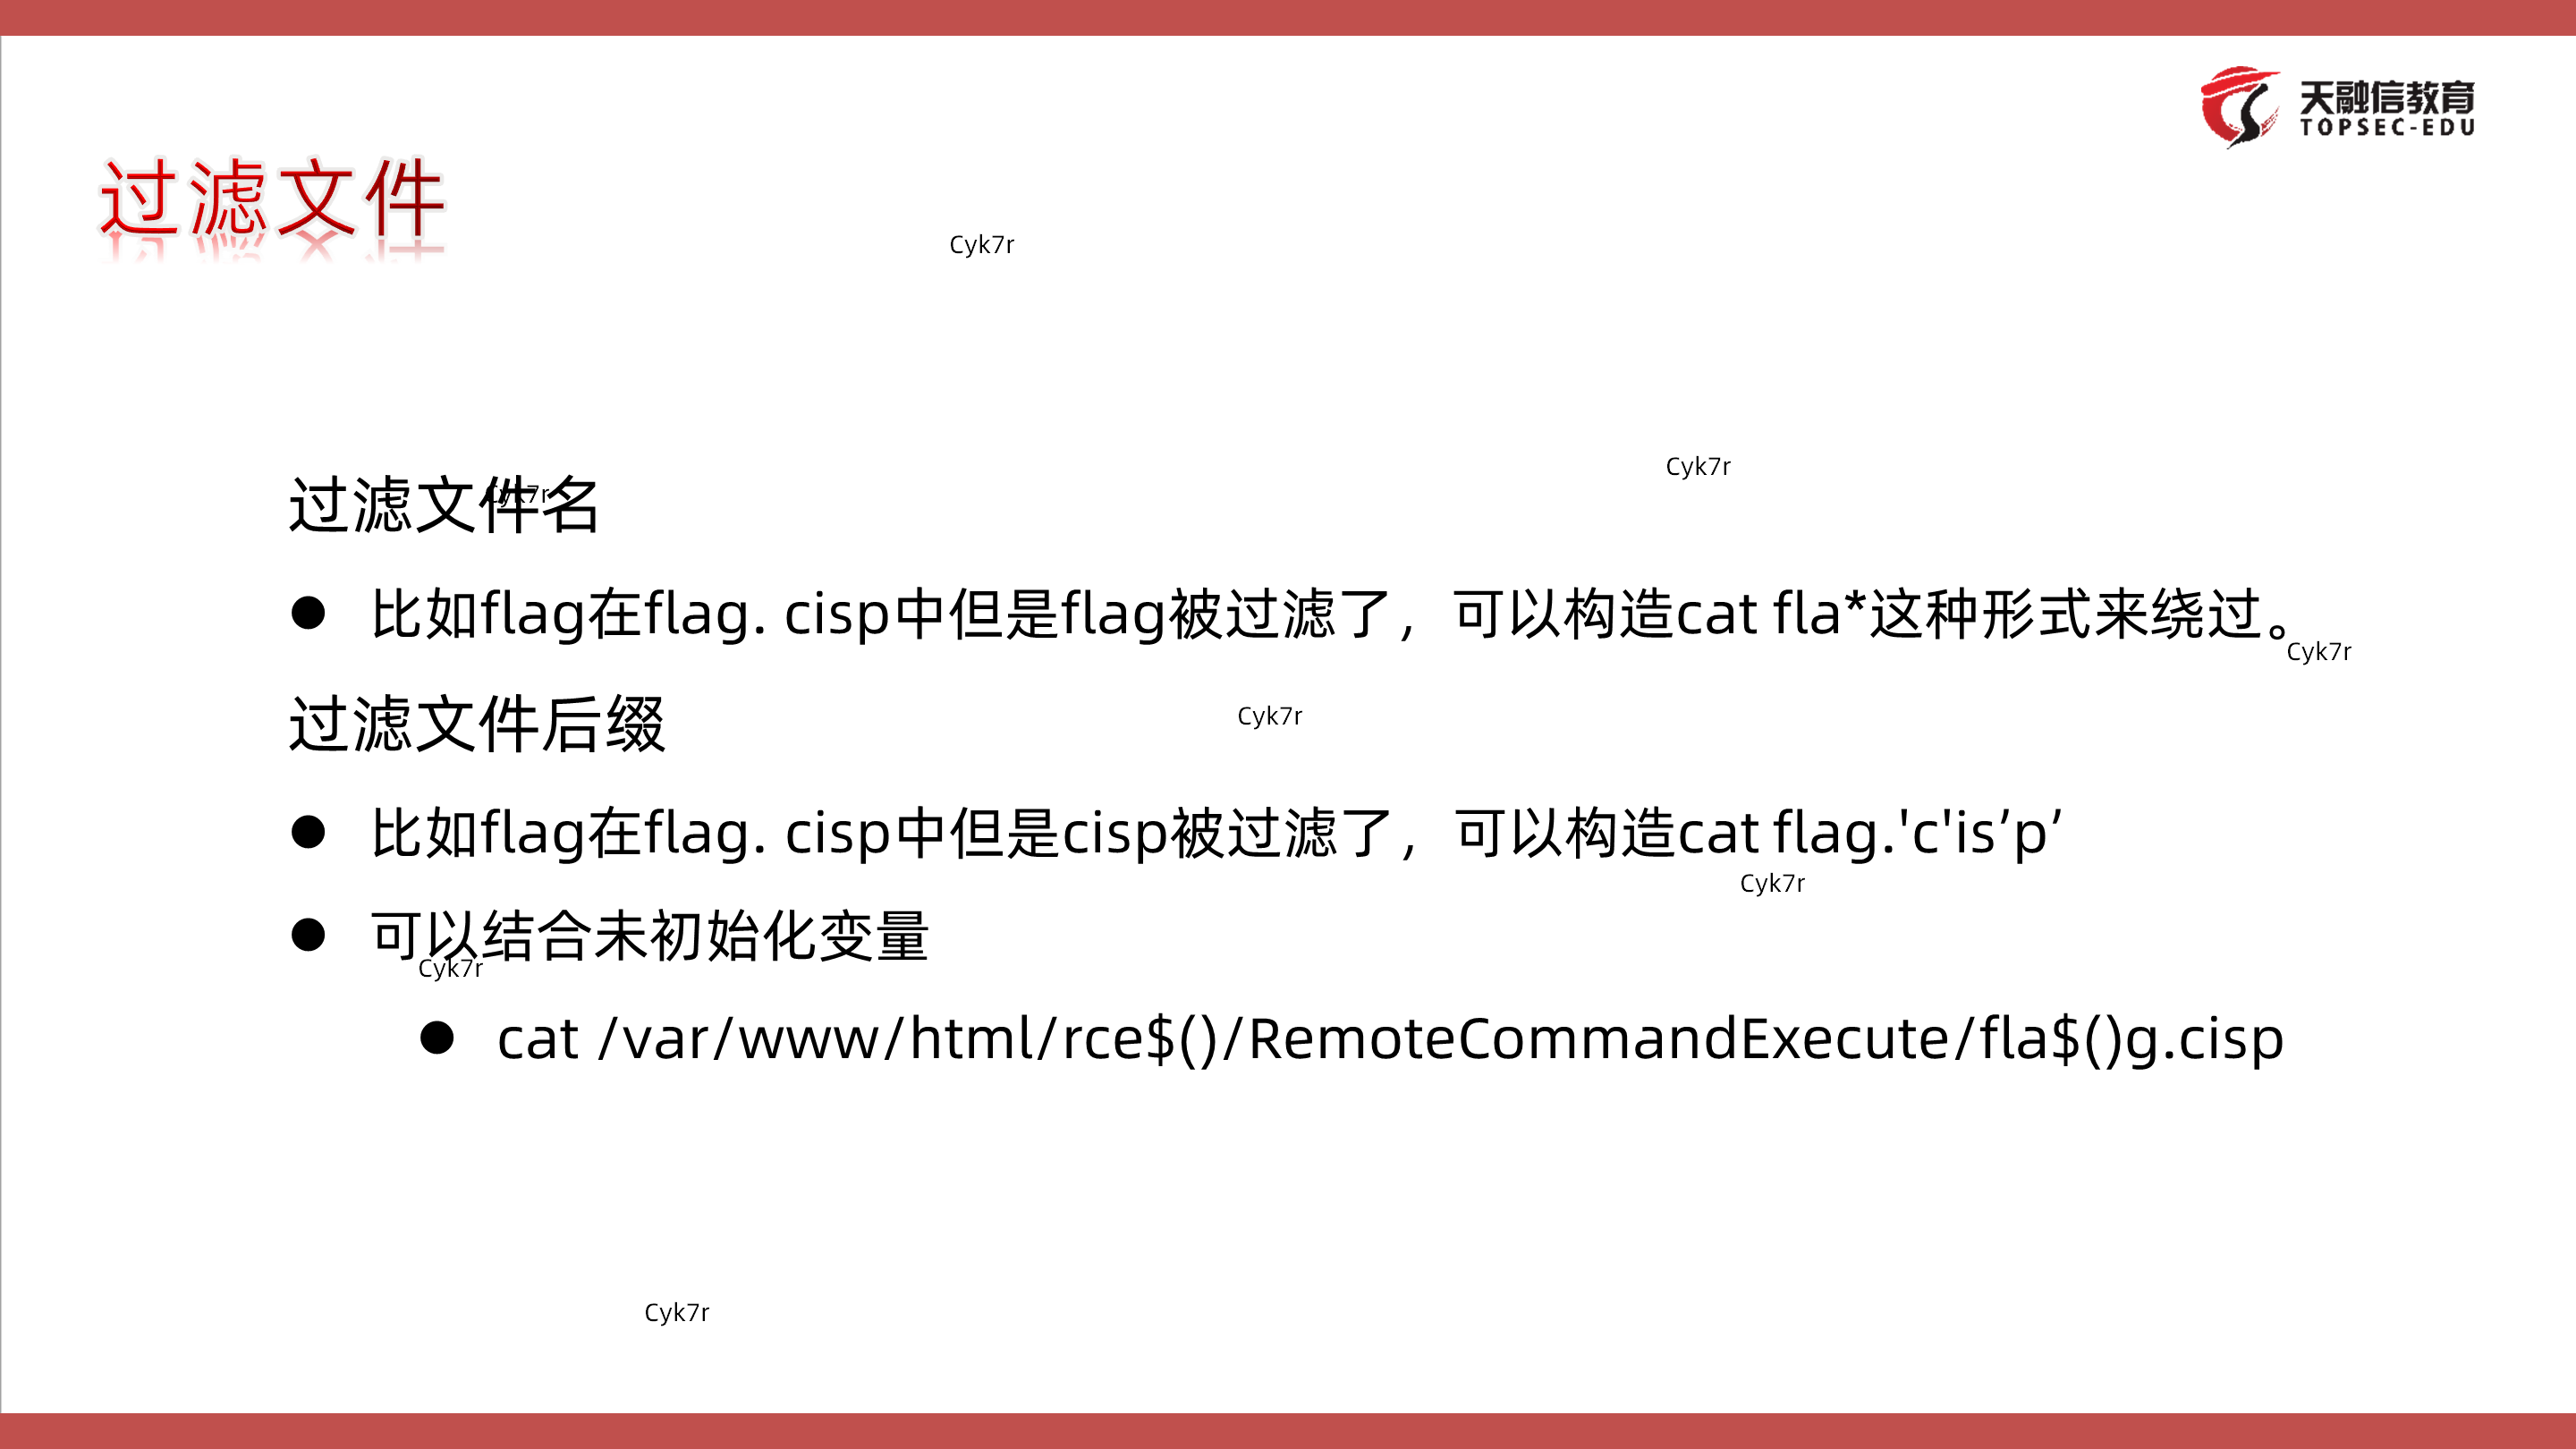 天融信教育
TOPSEC-EDU
过滤文件
Cyk7r
Cyk7r
过滤文件名
Cyk7r
比如flag在flag. cisp中但是flag被过滤了，可以构造cat fla*这种形式来绕过。
Cyk7r
过滤文件后缀
Cyk7r
比如flag在flag. cisp中但是cisp被过滤了，可以构造cat flag.'c'is’p’
Cyk7r
可以结合未初始化变量
Cyk7r
cat /var/www/html/rce$()/RemoteCommandExecute/fla$()g.cisp
Cyk7r